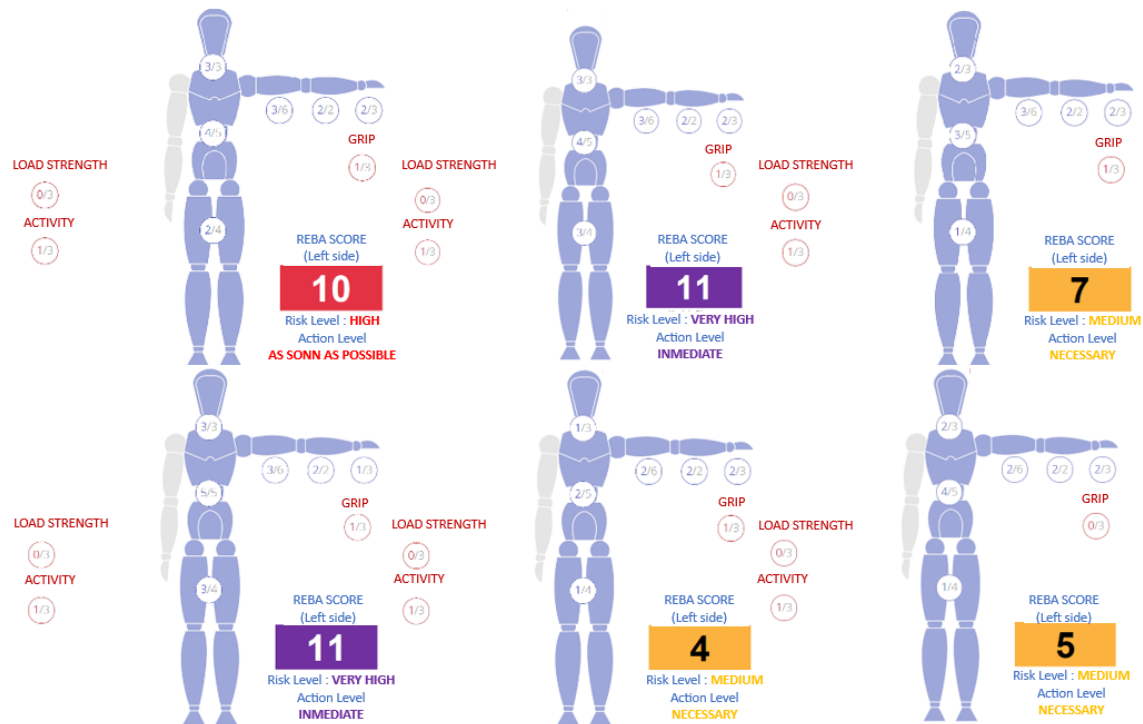 3/3
3/6 2/2 2/3
4/5
GRIP
1/3
LOAD STRENGTH
0/3
ACTIVITY
1/3
2/4
REBA SCORE
(Left side)
10
Risk Level : HIGH
Action Level
AS SONN AS POSSIBLE
3/3
3/6 2/2 2/3
4/5
GRIP
1/3
LOAD STRENGTH
0/3
ACTIVITY
1/3
3/4
REBA SCORE
(Left side)
11
Risk Level : VERY HIGH
Action Level
INMEDIATE
2/3
3/6 2/2 2/3
3/5
GRIP
1/3
LOAD STRENGTH
0/3
ACTIVITY
1/3
1/4
REBA SCORE
(Left side)
7
Risk Level : MEDIUM
Action Level
NECESSARY
3/3
3/6 2/2 1/3
5/5
GRIP
1/3
LOAD STRENGTH
0/3
ACTIVITY
1/3
3/4
REBA SCORE
(Left side)
11
Risk Level : VERY HIGH
Action Level
INMEDIATE
1/3
2/6 2/2 2/3
2/5
GRIP
1/3
LOAD STRENGTH
0/3
ACTIVITY
1/3
1/4
REBA SCORE
(Left side)
4
Risk Level : MEDIUM
Action Level
NECESSARY
2/3
2/6 2/2 2/3
4/5
GRIP
0/3
LOAD STRENGTH
0/3
ACTIVITY
1/3
1/4
REBA SCORE
(Left side)
5
Risk Level : MEDIUM
Action Level
NECESSARY